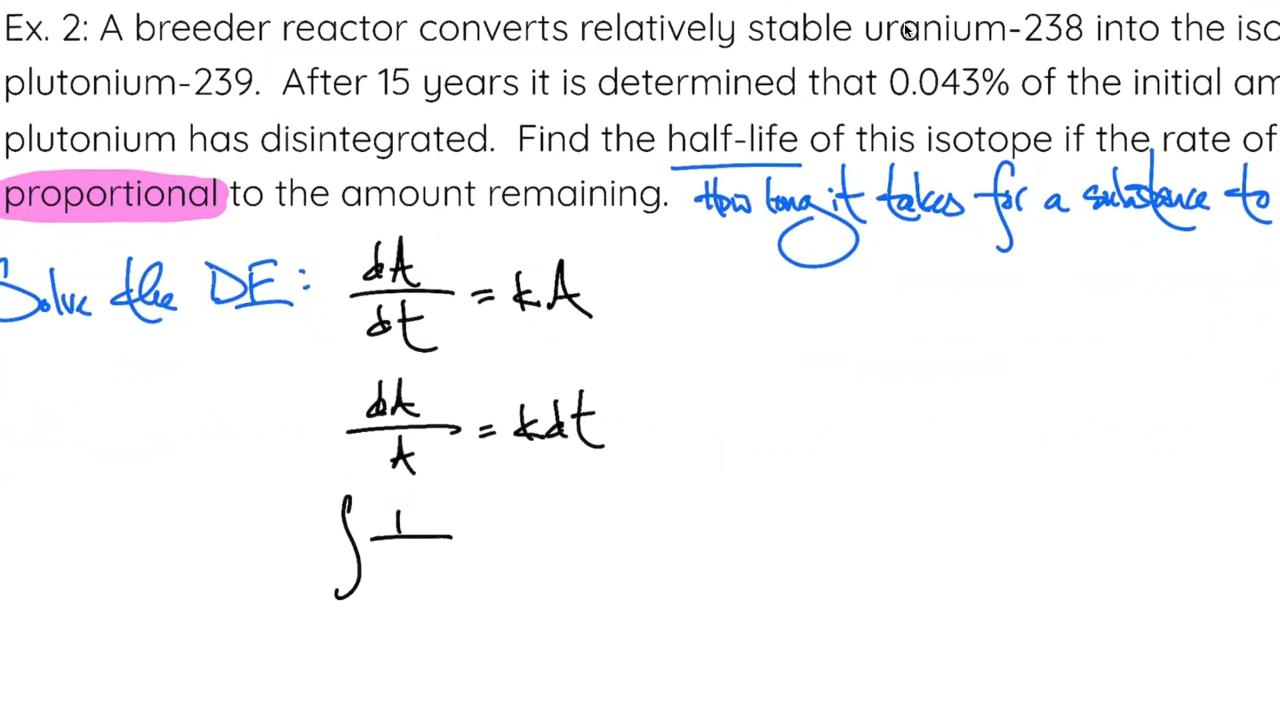 Ex. 2: A breeder reactor converts relatively stable uranium-238 into the iso
plutonium-239. After 15 years it is determined that 0.043% of the initial am
plutonium has disintegrated. Find the half-life of this isotope if the rate of
proportional to the amount remaining. How long it takes for a substance to
Solve the DE: dA/dt = kA
dA/A = kdt
∫ 1/